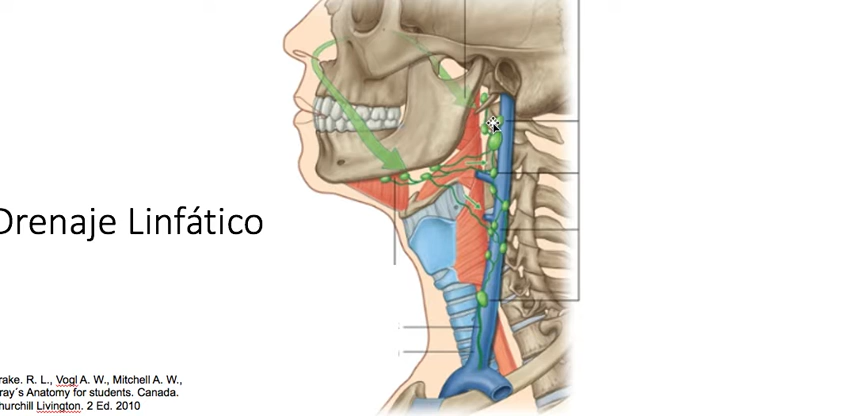 Drenaje Linfático
rake. R. L., Vogl A. W., Mitchell A. W.,
ray´s Anatomy for students. Canada.
hurchill Livington. 2 Ed. 2010